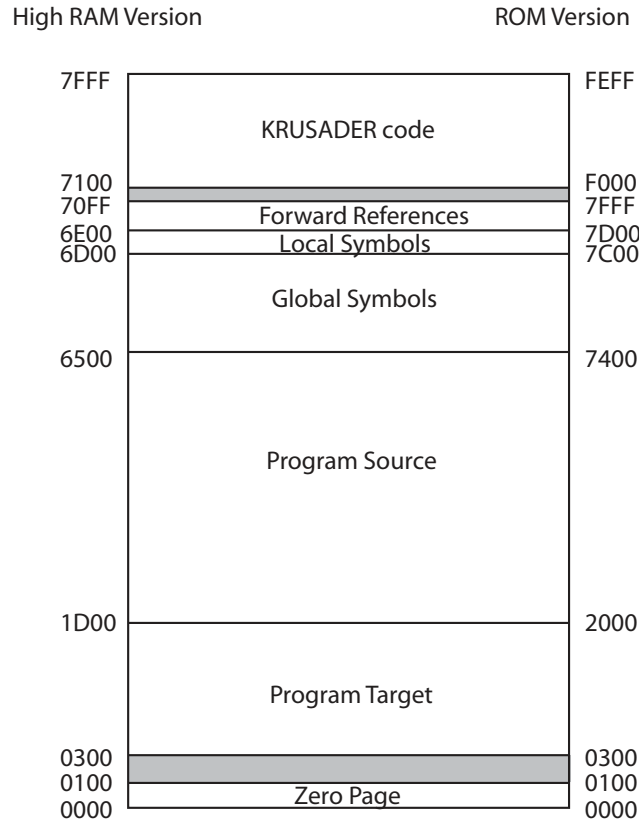 High RAM Version ROM Version
7FFF FEFF
KRUSADER code
7100 F000
70FF 7FFF
Forward References
6E00 7D00
Local Symbols
6D00 7C00
Global Symbols
6500 7400
Program Source
1D00 2000
Program Target
0300 0300
0100 0100
Zero Page
0000 0000